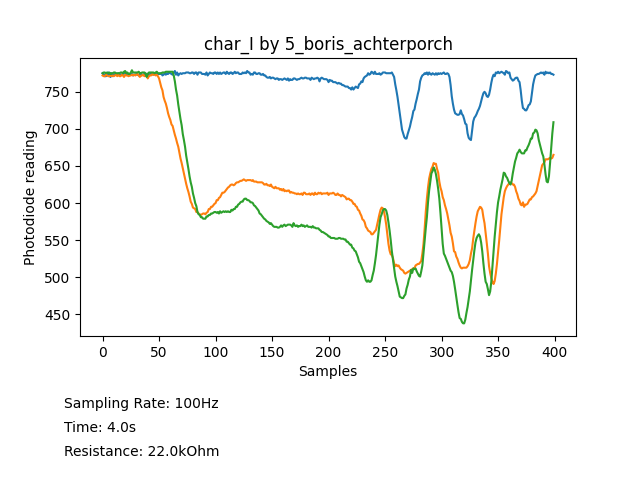 char_I by 5_boris_achterporch
Photodiode reading
750
700
650
600
550
500
450
0 50 100 150 200 250 300 350 400
Samples
Sampling Rate: 100Hz
Time: 4.0s
Resistance: 22.0kOhm